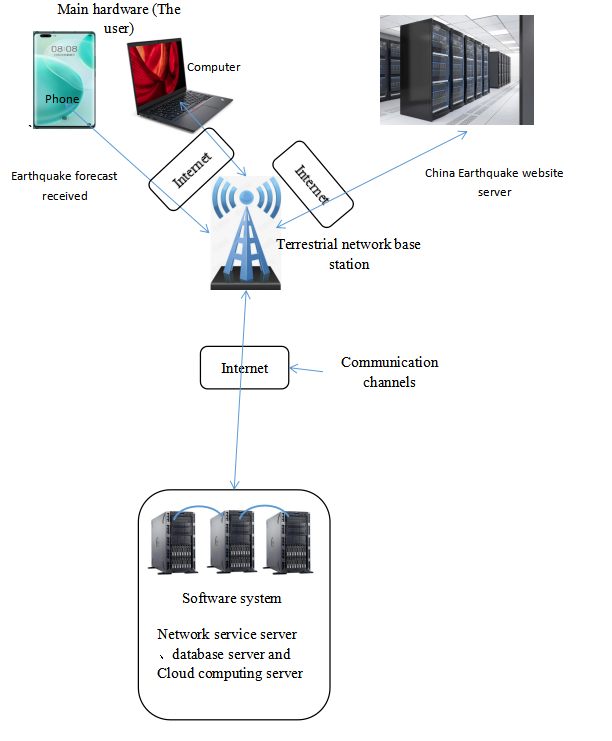 Main hardware (The
user)
08:08
Computer
Phone
Internet
Internet
Earthquake forecast
received
China Earthquake website
server
Terrestrial network base
station
Internet
Communication
channels
Software system
Network service server
、database server and
Cloud computing server